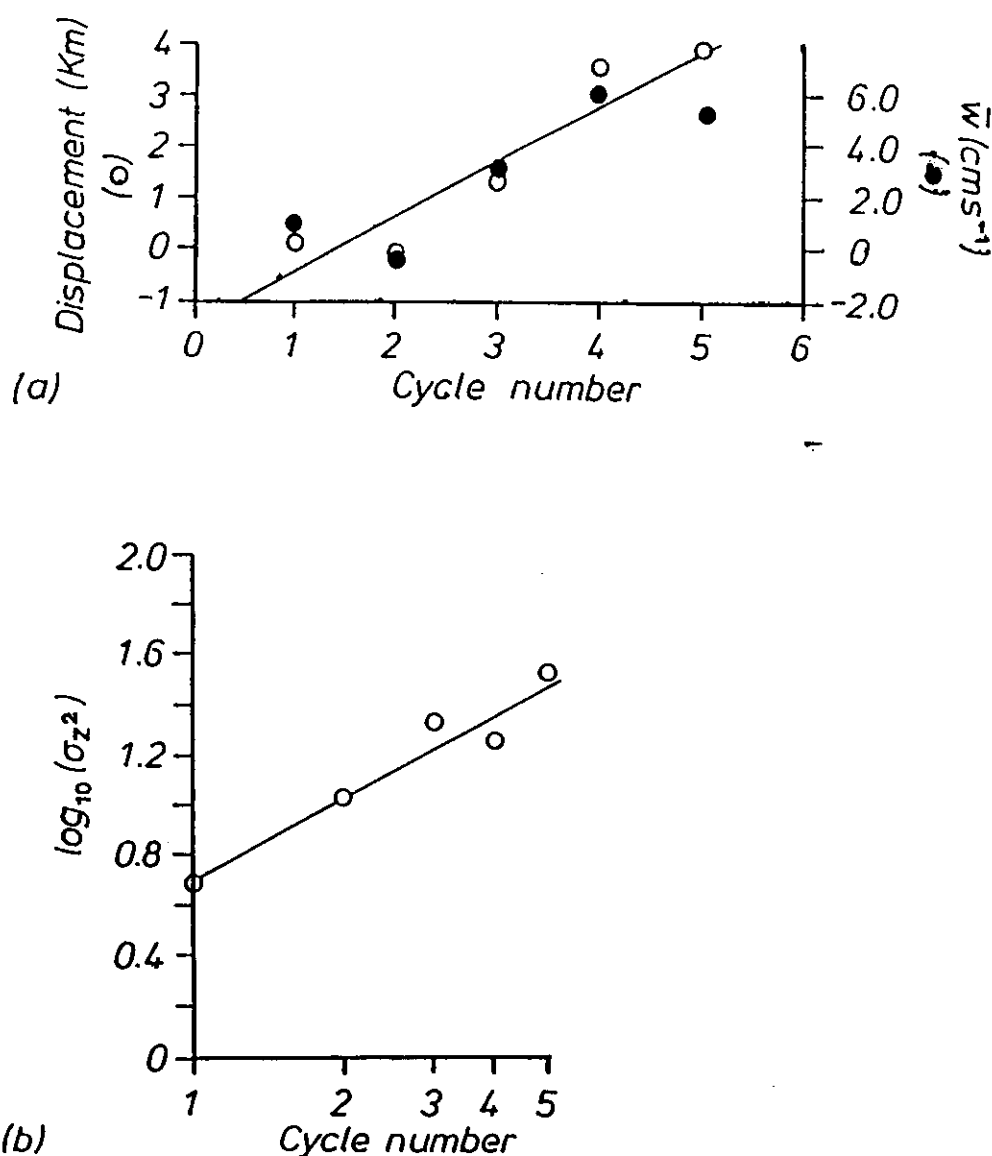 Displacement (Km)
(o)
4
3
2
1
0
-1
0 1 2 3 4 5 6
Cycle number
6.0
4.0
2.0
0
-2.0
w̄/(cms⁻¹)
(●)
(a)
2.0
1.6
1.2
0.8
0.4
0
log₁₀(σz²)
1 2 3 4 5
Cycle number
(b)